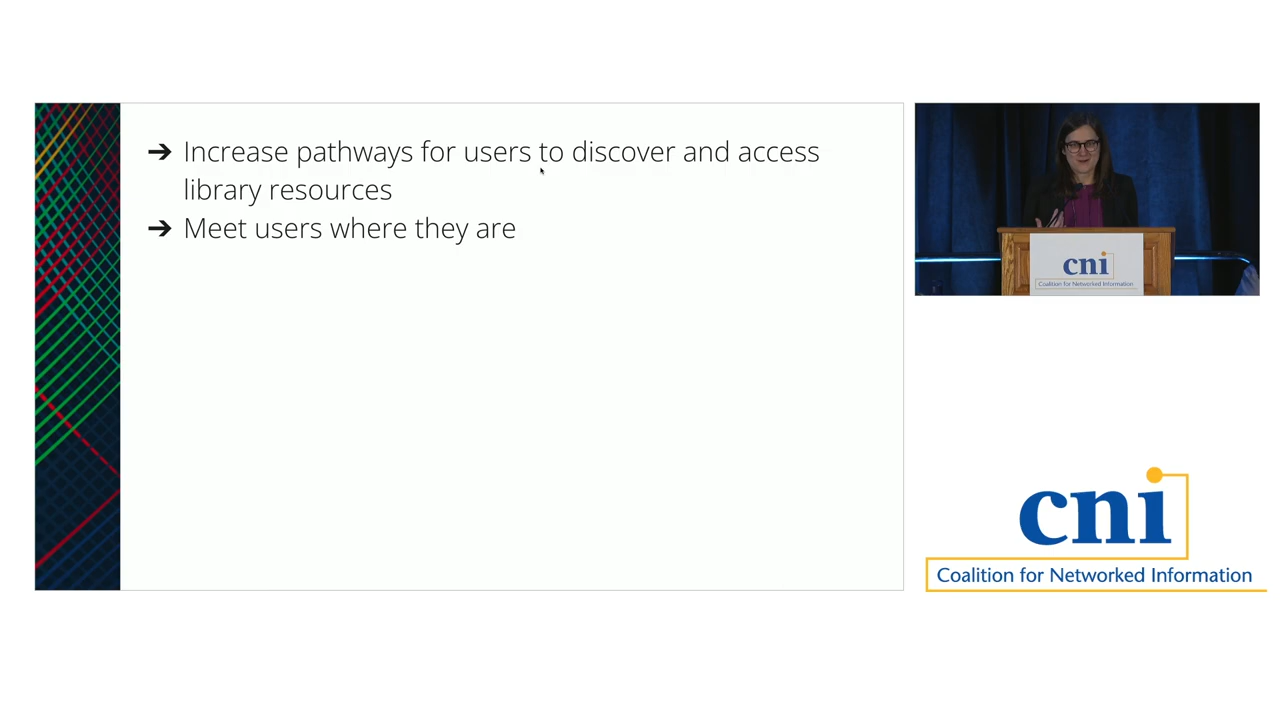 ➔ Increase pathways for users to discover and access
library resources
➔ Meet users where they are
cni
Coalition for Networked Information
cni
Coalition for Networked Information